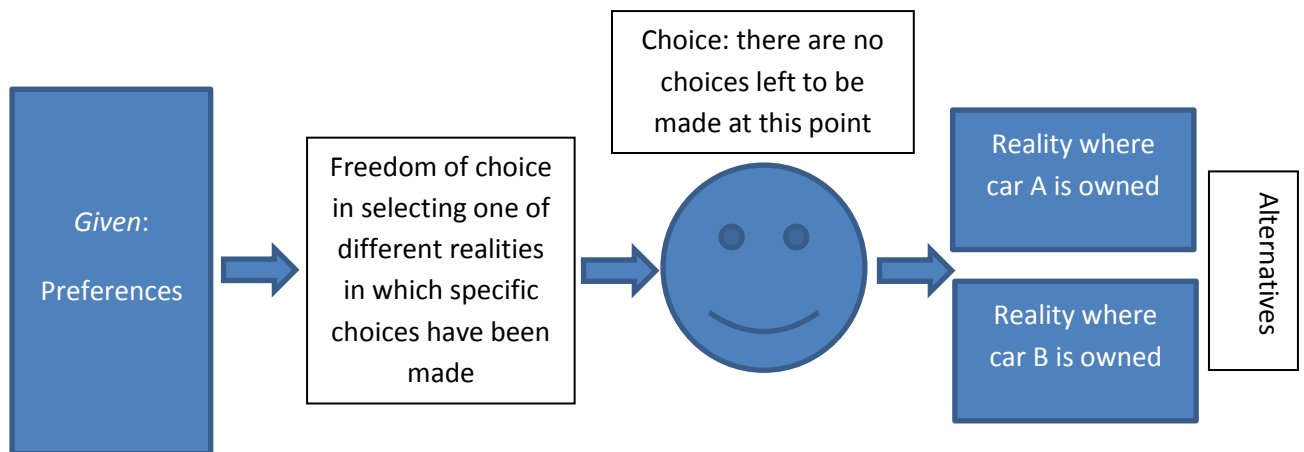 Given:
Preferences
Freedom of choice
in selecting one of
different realities
in which specific
choices have been
made
Choice: there are no
choices left to be
made at this point
Reality where
car A is owned
Reality where
car B is owned
Alternatives